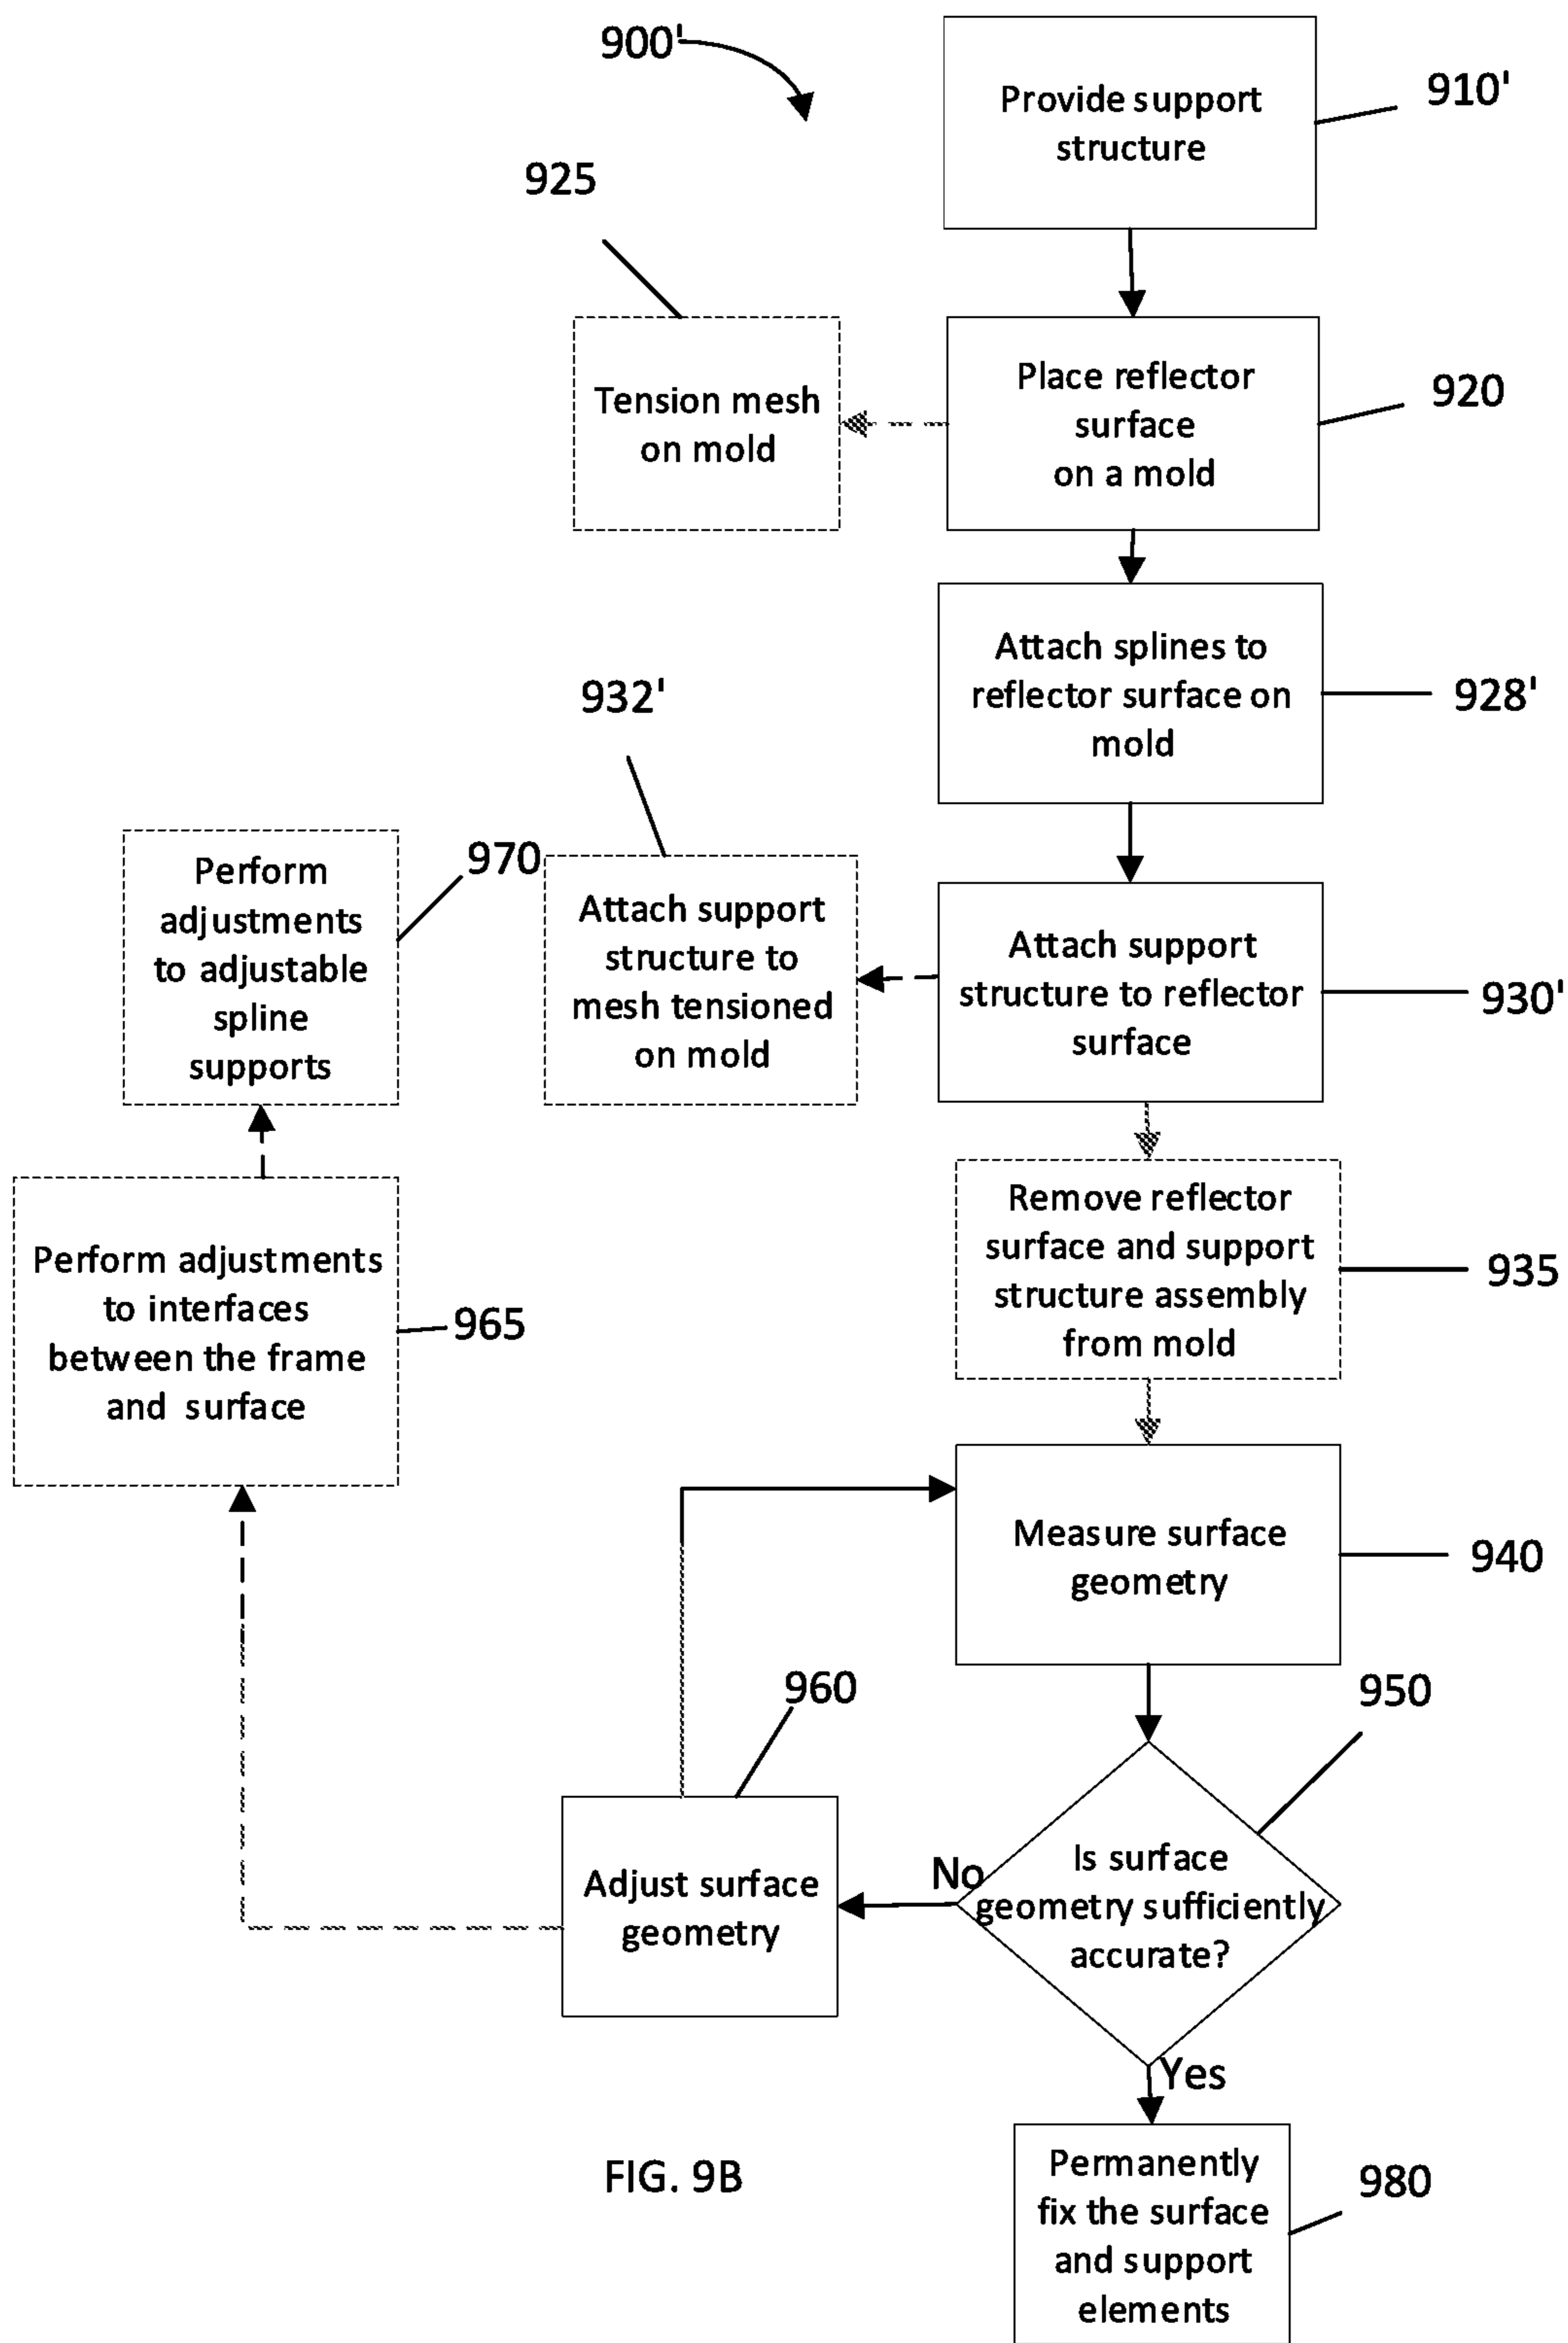 900'
Provide support
structure
910'
925
Tension mesh
on mold
Place reflector
surface
on a mold
920
Attach splines to
reflector surface on
mold
928'
932'
Perform
adjustments
to adjustable
spline
supports
970
Attach support
structure to
mesh tensioned
on mold
Attach support
structure to reflector
surface
930'
Perform adjustments
to interfaces
between the frame
and surface
965
Remove reflector
surface and support
structure assembly
from mold
935
Measure surface
geometry
940
960
950
Adjust surface
geometry
No
Is surface
geometry sufficiently
accurate?
Yes
FIG. 9B
Permanently
fix the surface
and support
elements
980